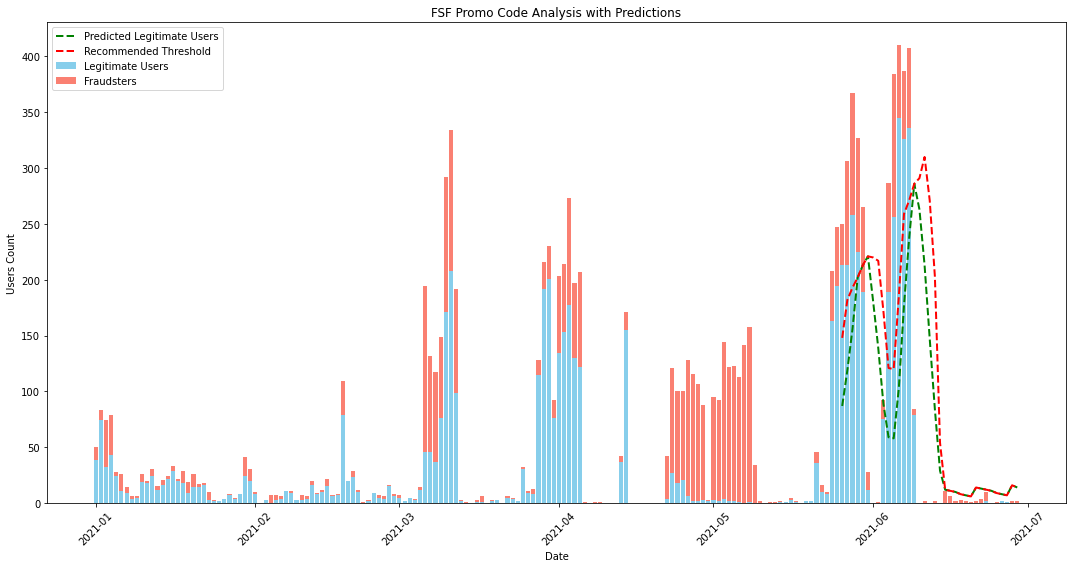 FSF Promo Code Analysis with Predictions
Predicted Legitimate Users
Recommended Threshold
Legitimate Users
Fraudsters
400
350
300
250
200
150
100
50
0
Users Count
2021-01
2021-02
2021-03
2021-04
2021-05
2021-06
2021-07
Date